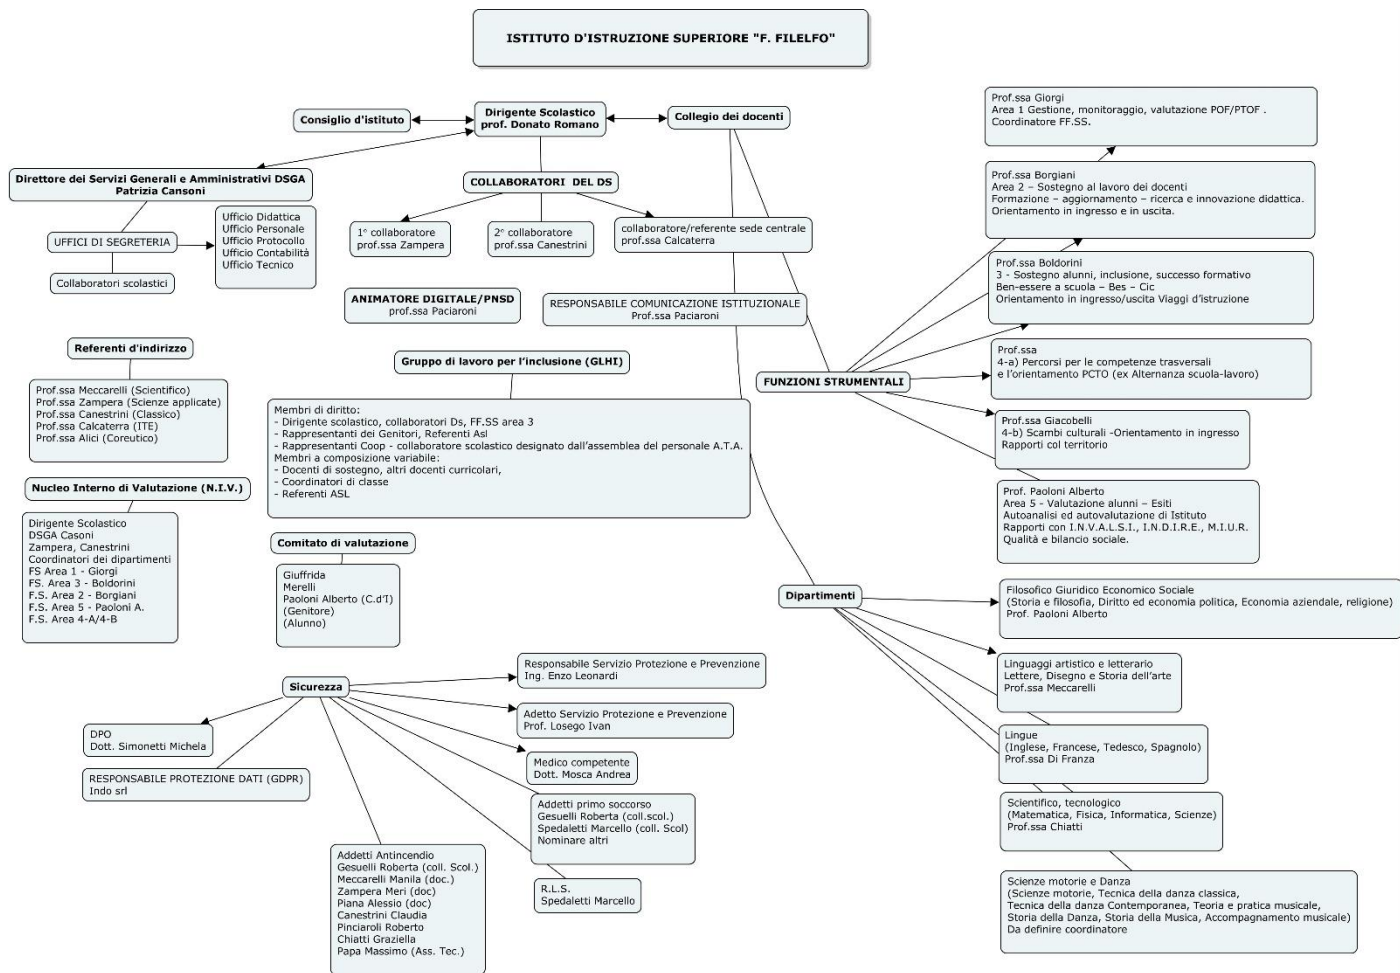 ISTITUTO D'ISTRUZIONE SUPERIORE "F. FILELFO"
Consiglio d'istituto
Dirigente Scolastico
prof. Donato Romano
Collegio dei docenti
Direttore dei Servizi Generali e Amministrativi DSGA
Patrizia Cansoni
UFFICI DI SEGRETERIA
Ufficio Didattica
Ufficio Personale
Ufficio Protocollo
Ufficio Contabilità
Ufficio Tecnico
Collaboratori scolastici
COLLABORATORI DEL DS
1° collaboratore
prof.ssa Zampera
2° collaboratore
prof.ssa Canestrini
collaboratore/referente sede centrale
prof.ssa Calcaterra
ANIMATORE DIGITALE/PNSD
prof.ssa Paciaroni
RESPONSABILE COMUNICAZIONE ISTITUZIONALE
Prof.ssa Paciaroni
Referenti d'indirizzo
Prof.ssa Meccarelli (Scientifico)
Prof.ssa Zampera (Scienze applicate)
Prof.ssa Canestrini (Classico)
Prof.ssa Calcaterra (ITE)
Prof.ssa Alici (Coreutico)
Gruppo di lavoro per l'inclusione (GLHI)
Membri di diritto:
- Dirigente scolastico, collaboratori Ds, FF.SS area 3
- Rappresentanti dei Genitori, Referenti Asl
- Rappresentanti Coop - collaboratore scolastico designato dall'assemblea del personale A.T.A.
Membri a composizione variabile:
- Docenti di sostegno, altri docenti curricolari,
- Coordinatori di classe
- Referenti ASL
Nucleo Interno di Valutazione (N.I.V.)
Dirigente Scolastico
DSGA Casoni
Zampera, Canestrini
Coordinatori dei dipartimenti
FS Area 1 - Giorgi
FS. Area 3 - Boldorini
F.S. Area 2 - Borgiani
F.S. Area 5 - Paoloni A.
F.S. Area 4-A/4-B
Comitato di valutazione
Giuffrida
Merelli
Paoloni Alberto (C.d'I)
(Genitore)
(Alunno)
FUNZIONI STRUMENTALI
Prof.ssa Giorgi
Area 1 Gestione, monitoraggio, valutazione POF/PTOF .
Coordinatore FF.SS.
Prof.ssa Borgiani
Area 2 – Sostegno al lavoro dei docenti
Formazione – aggiornamento – ricerca e innovazione didattica.
Orientamento in ingresso e in uscita.
Prof.ssa Boldorini
3 - Sostegno alunni, inclusione, successo formativo
Ben-essere a scuola – Bes – Cic
Orientamento in ingresso/uscita Viaggi d'istruzione
Prof.ssa
4-a) Percorsi per le competenze trasversali
e l'orientamento PCTO (ex Alternanza scuola-lavoro)
Prof.ssa Giacobelli
4-b) Scambi culturali -Orientamento in ingresso
Rapporti col territorio
Prof. Paoloni Alberto
Area 5 - Valutazione alunni – Esiti
Autoanalisi ed autovalutazione di Istituto
Rapporti con I.N.V.A.L.S.I., I.N.D.I.R.E., M.I.U.R.
Qualità e bilancio sociale.
Dipartimenti
Filosofico Giuridico Economico Sociale
(Storia e filosofia, Diritto ed economia politica, Economia aziendale, religione)
Prof. Paoloni Alberto
Linguaggi artistico e letterario
Lettere, Disegno e Storia dell'arte
Prof.ssa Meccarelli
Lingue
(Inglese, Francese, Tedesco, Spagnolo)
Prof.ssa Di Franza
Scientifico, tecnologico
(Matematica, Fisica, Informatica, Scienze)
Prof.ssa Chiatti
Scienze motorie e Danza
(Scienze motorie, Tecnica della danza classica,
Tecnica della danza Contemporanea, Teoria e pratica musicale,
Storia della Danza, Storia della Musica, Accompagnamento musicale)
Da definire coordinatore
Sicurezza
Responsabile Servizio Protezione e Prevenzione
Ing. Enzo Leonardi
Adetto Servizio Protezione e Prevenzione
Prof. Losego Ivan
DPO
Dott. Simonetti Michela
RESPONSABILE PROTEZIONE DATI (GDPR)
Indo srl
Medico competente
Dott. Mosca Andrea
Addetti primo soccorso
Gesuelli Roberta (coll.scol.)
Spedaletti Marcello (coll. Scol)
Nominare altri
R.L.S.
Spedaletti Marcello
Addetti Antincendio
Gesuelli Roberta (coll. Scol.)
Meccarelli Manila (doc.)
Zampera Meri (doc)
Piana Alessio (doc)
Canestrini Claudia
Pinciaroli Roberto
Chiatti Graziella
Papa Massimo (Ass. Tec.)